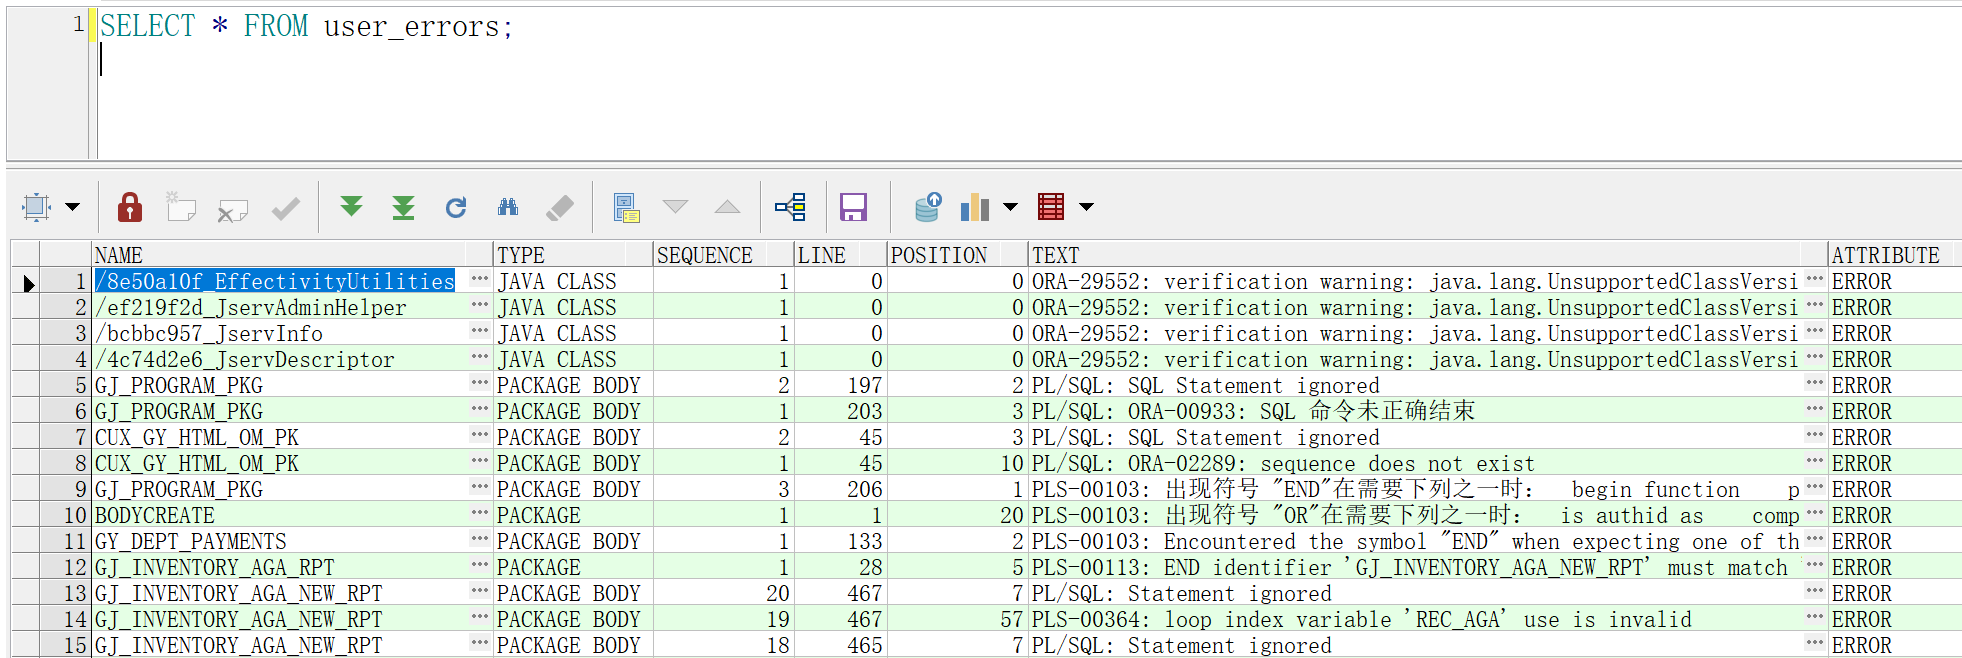 1 SELECT * FROM user_errors;
NAME TYPE SEQUENCE LINE POSITION TEXT ATTRIBUTE
1 /8e50a10f_EffectivityUtilities ... JAVA CLASS 1 0 0 ORA-29552: verification warning: java.lang.UnsupportedClassVersi ... ERROR
2 /ef219f2d_JservAdminHelper ... JAVA CLASS 1 0 0 ORA-29552: verification warning: java.lang.UnsupportedClassVersi ... ERROR
3 /bcbbc957_JservInfo ... JAVA CLASS 1 0 0 ORA-29552: verification warning: java.lang.UnsupportedClassVersi ... ERROR
4 /4c74d2e6_JservDescriptor ... JAVA CLASS 1 0 0 ORA-29552: verification warning: java.lang.UnsupportedClassVersi ... ERROR
5 GJ_PROGRAM_PKG ... PACKAGE BODY 2 197 2 PL/SQL: SQL Statement ignored ... ERROR
6 GJ_PROGRAM_PKG ... PACKAGE BODY 1 203 3 PL/SQL: ORA-00933: SQL 命令未正确结束 ... ERROR
7 CUX_GY_HTML_OM_PK ... PACKAGE BODY 2 45 3 PL/SQL: SQL Statement ignored ... ERROR
8 CUX_GY_HTML_OM_PK ... PACKAGE BODY 1 45 10 PL/SQL: ORA-02289: sequence does not exist ... ERROR
9 GJ_PROGRAM_PKG ... PACKAGE BODY 3 206 1 PLS-00103: 出现符号 "END"在需要下列之一时: begin function p ... ERROR
10 BODYCREATE ... PACKAGE 1 1 20 PLS-00103: 出现符号 "OR"在需要下列之一时: is authid as comp ... ERROR
11 GY_DEPT_PAYMENTS ... PACKAGE BODY 1 133 2 PLS-00103: Encountered the symbol "END" when expecting one of th ... ERROR
12 GJ_INVENTORY_AGA_RPT ... PACKAGE 1 28 5 PLS-00113: END identifier 'GJ_INVENTORY_AGA_NEW_RPT' must match ' ... ERROR
13 GJ_INVENTORY_AGA_NEW_RPT ... PACKAGE BODY 20 467 7 PL/SQL: Statement ignored ... ERROR
14 GJ_INVENTORY_AGA_NEW_RPT ... PACKAGE BODY 19 467 57 PLS-00364: loop index variable 'REC_AGA' use is invalid ... ERROR
15 GJ_INVENTORY_AGA_NEW_RPT ... PACKAGE BODY 18 465 7 PL/SQL: Statement ignored ... ERROR